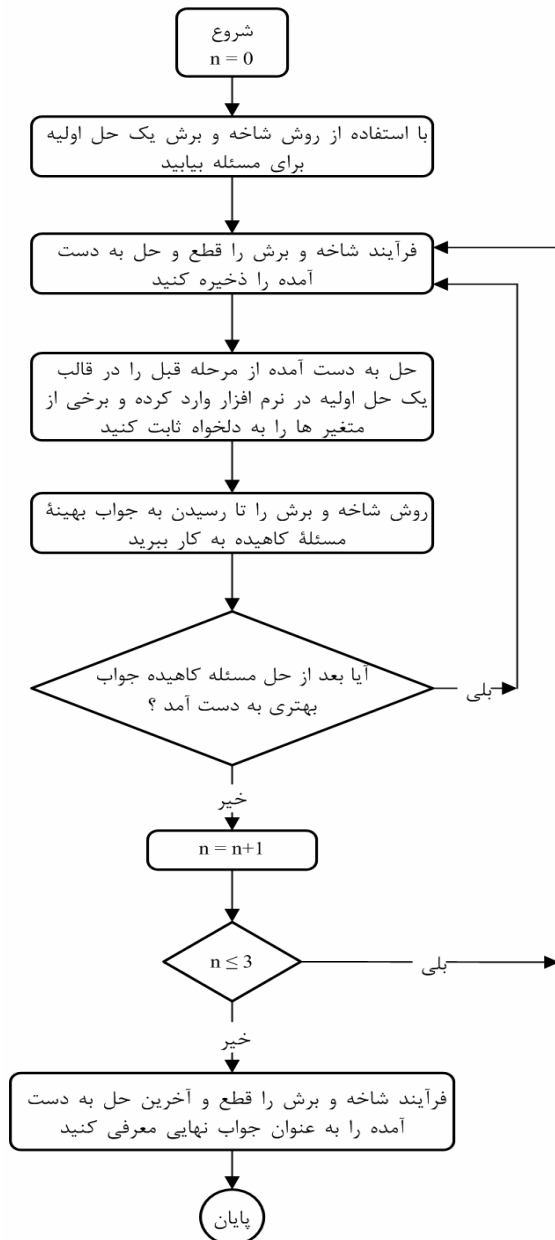 شروع
n = 0
با استفاده از روش شاخه و برش یک حل اولیه
برای مسئله بیابید
فرآیند شاخه و برش را قطع و حل به دست
آمده را ذخیره کنید
حل به دست آمده از مرحله قبل را در قالب
یک حل اولیه در نرم افزار وارد کرده و برخی از
متغیر ها را به دلخواه ثابت کنید
روش شاخه و برش را تا رسیدن به جواب بهینۀ
مسئلۀ کاهیده به کار ببرید
آیا بعد از حل مسئله کاهیده جواب
بهتری به دست آمد ؟
بلی
خیر
n = n+1
n ≤ 3
بلی
خیر
فرآیند شاخه و برش را قطع و آخرین حل به دست
آمده را به عنوان جواب نهایی معرفی کنید
پایان